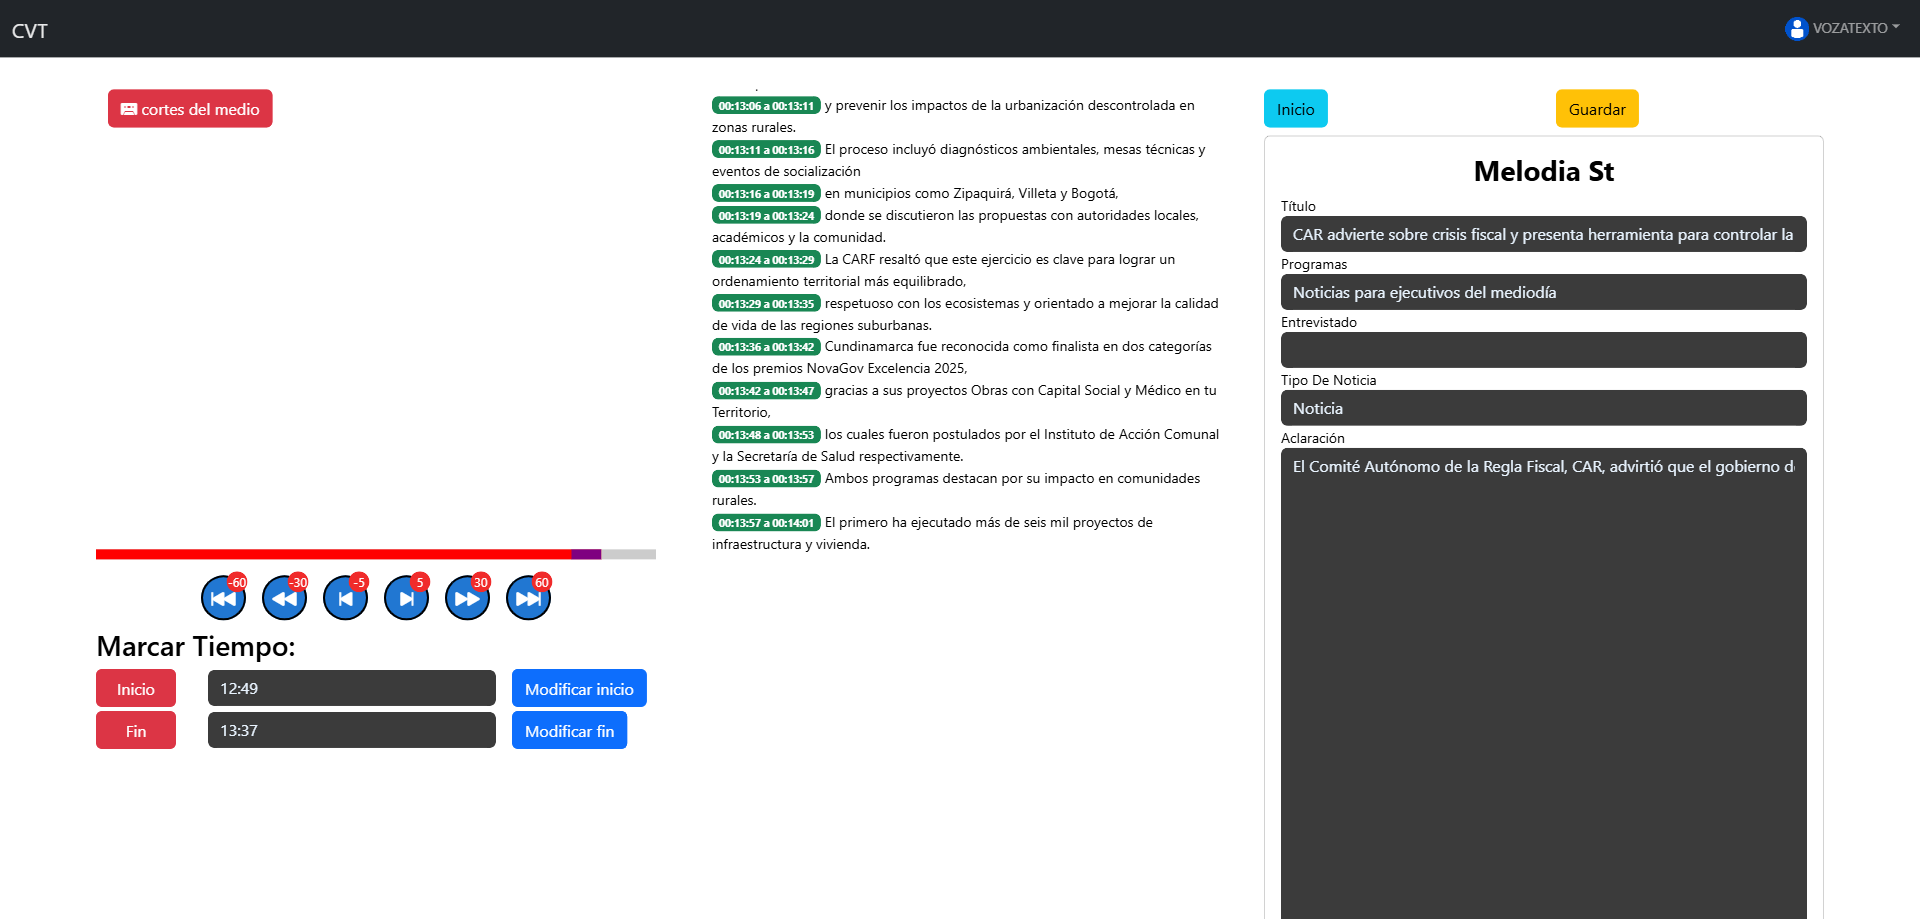 CVT
VOZATEXTO
cortes del medio
-60
-30
-5
5
30
60
Marcar Tiempo:
Inicio
12:49
Modificar inicio
Fin
13:37
Modificar fin
00:13:06 a 00:13:11 y prevenir los impactos de la urbanización descontrolada en
zonas rurales.
00:13:11 a 00:13:16 El proceso incluyó diagnósticos ambientales, mesas técnicas y
eventos de socialización
00:13:16 a 00:13:19 en municipios como Zipaquirá, Villeta y Bogotá,
00:13:19 a 00:13:24 donde se discutieron las propuestas con autoridades locales,
académicos y la comunidad.
00:13:24 a 00:13:29 La CARF resaltó que este ejercicio es clave para lograr un
ordenamiento territorial más equilibrado,
00:13:29 a 00:13:35 respetuoso con los ecosistemas y orientado a mejorar la calidad
de vida de las regiones suburbanas.
00:13:36 a 00:13:42 Cundinamarca fue reconocida como finalista en dos categorías
de los premios NovaGov Excelencia 2025,
00:13:42 a 00:13:47 gracias a sus proyectos Obras con Capital Social y Médico en tu
Territorio,
00:13:48 a 00:13:53 los cuales fueron postulados por el Instituto de Acción Comunal
y la Secretaría de Salud respectivamente.
00:13:53 a 00:13:57 Ambos programas destacan por su impacto en comunidades
rurales.
00:13:57 a 00:14:01 El primero ha ejecutado más de seis mil proyectos de
infraestructura y vivienda.
Inicio
Guardar
Melodia St
Título
CAR advierte sobre crisis fiscal y presenta herramienta para controlar la
Programas
Noticias para ejecutivos del mediodía
Entrevistado
Tipo De Noticia
Noticia
Aclaración
El Comité Autónomo de la Regla Fiscal, CAR, advirtió que el gobierno